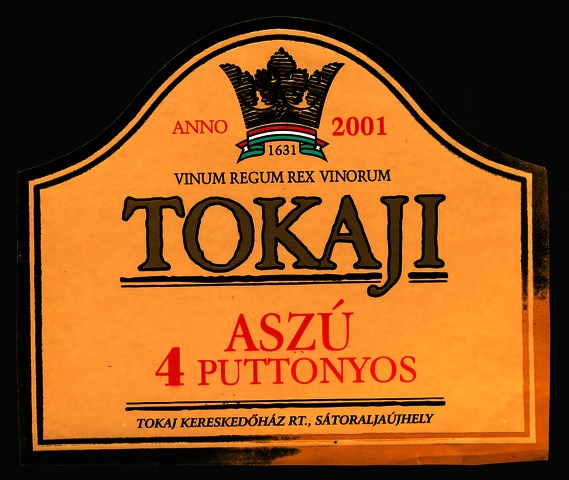 ANNO 2001
1631
VINUM REGUM REX VINORUM
TOKAJI
ASZÚ
4 PUTTONYOS
TOKAJ KERESKEDŐHÁZ RT., SÁTORALJAÚJHELY